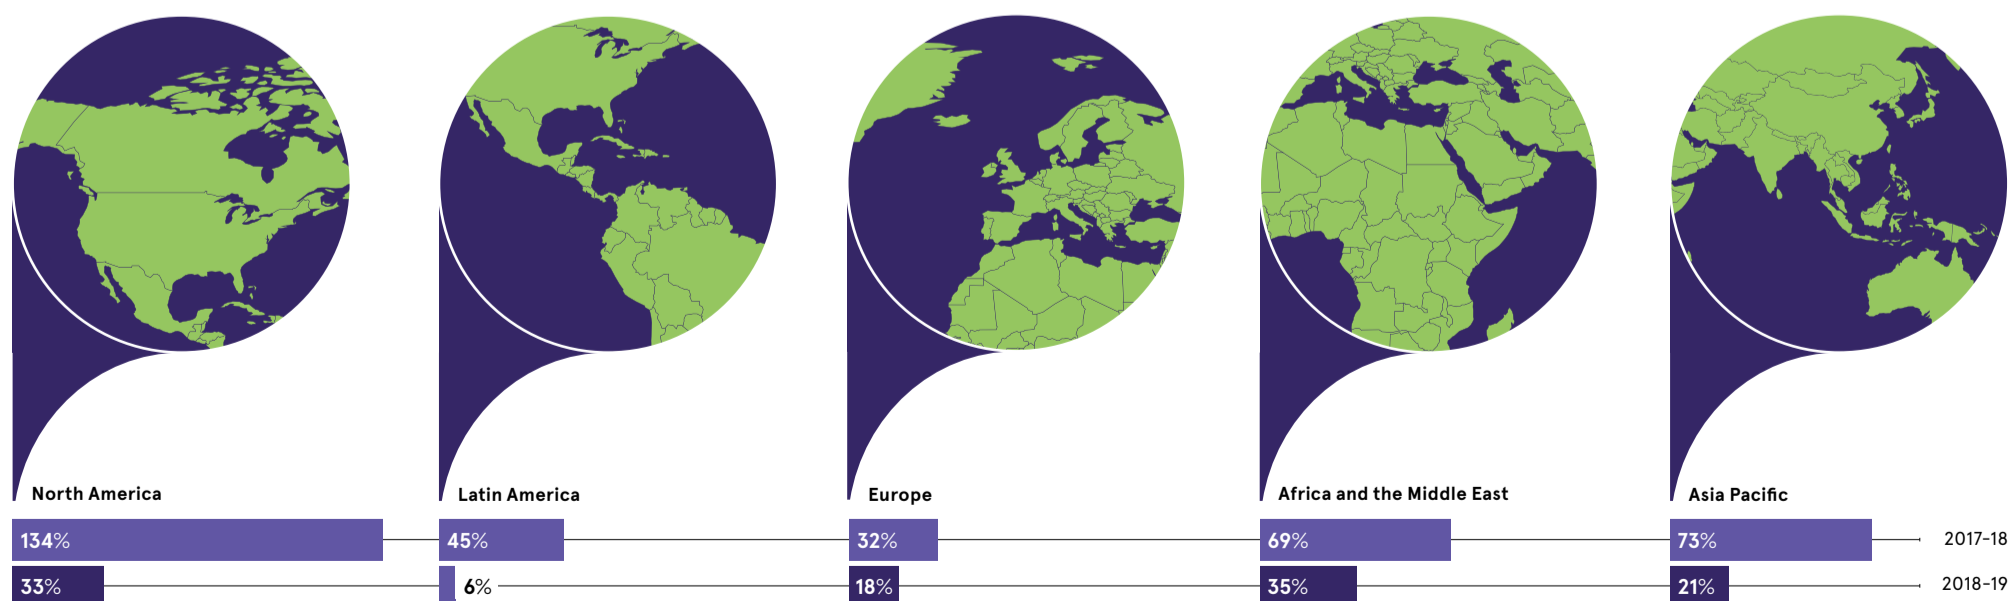 North America
Latin America
Europe
Africa and the Middle East
Asia Pacific
134%
45%
32%
69%
73%
2017-18
33%
6%
18%
35%
21%
2018-19